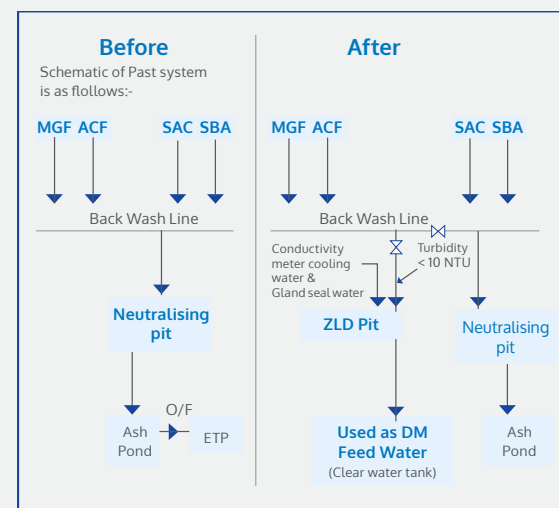 Before
Schematic of Past system
is as flollows:-
MGF ACF
SAC SBA
Back Wash Line
Neutralising
pit
Ash
Pond
O/F
ETP
After
MGF ACF
SAC SBA
Back Wash Line
Conductivity
meter cooling
water &
Gland seal water
Turbidity
< 10 NTU
ZLD Pit
Neutralising
pit
Used as DM
Feed Water
(Clear water tank)
Ash
Pond